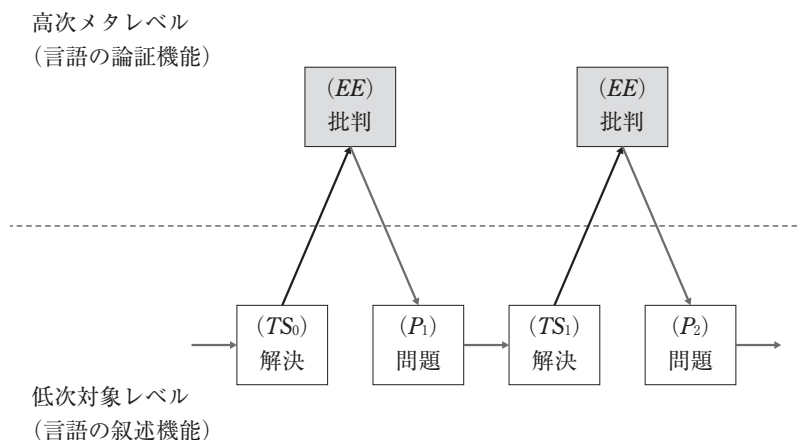 高次メタレベル
（言語の論証機能）
（EE）
批判
（EE）
批判
（TS₀）
解決
（P₁）
問題
（TS₁）
解決
（P₂）
問題
低次対象レベル
（言語の叙述機能）